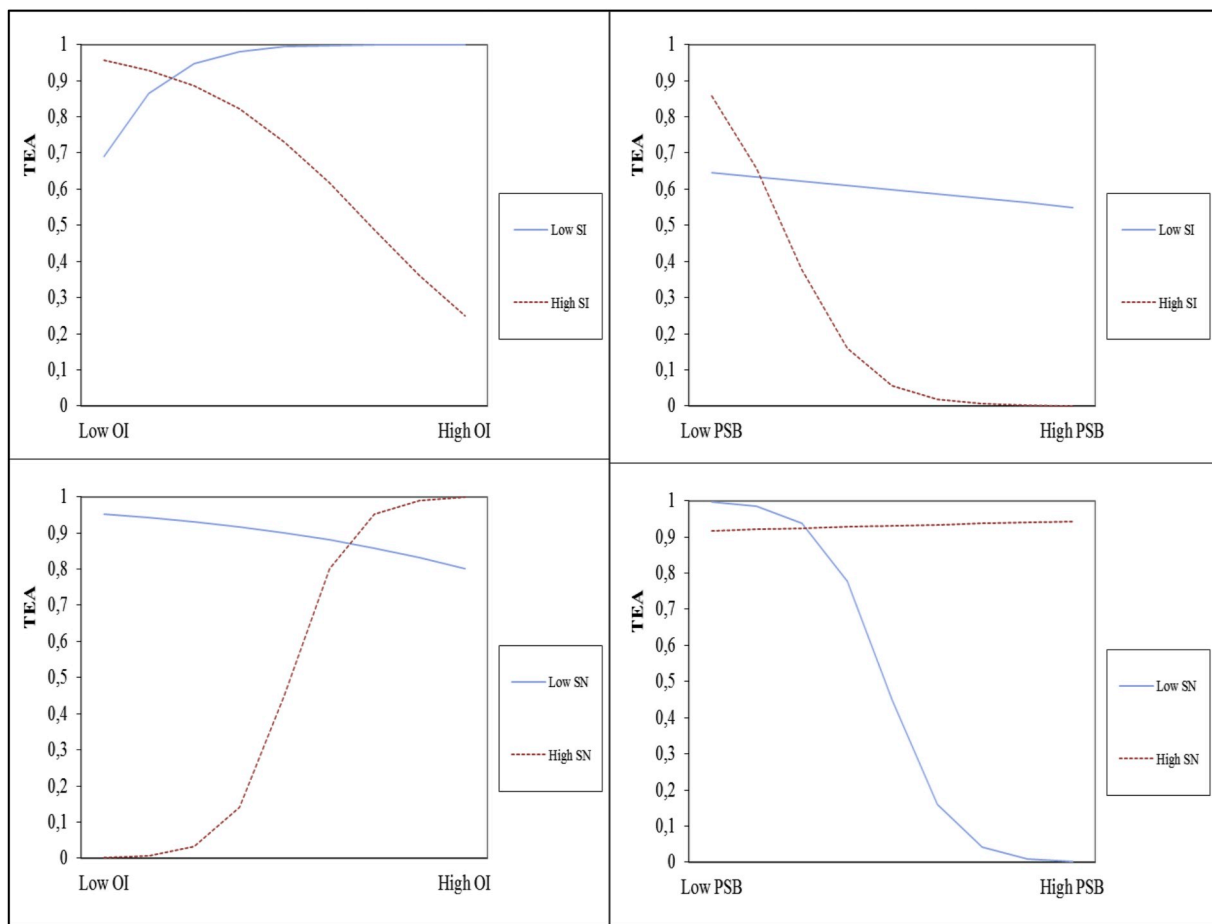 1
0,9
0,8
0,7
0,6
0,5
0,4
0,3
0,2
0,1
0
TEA
Low OI
High OI
Low SI
High SI
1
0,9
0,8
0,7
0,6
0,5
0,4
0,3
0,2
0,1
0
TEA
Low PSB
High PSB
Low SI
High SI
1
0,9
0,8
0,7
0,6
0,5
0,4
0,3
0,2
0,1
0
TEA
Low OI
High OI
Low SN
High SN
1
0,9
0,8
0,7
0,6
0,5
0,4
0,3
0,2
0,1
0
TEA
Low PSB
High PSB
Low SN
High SN